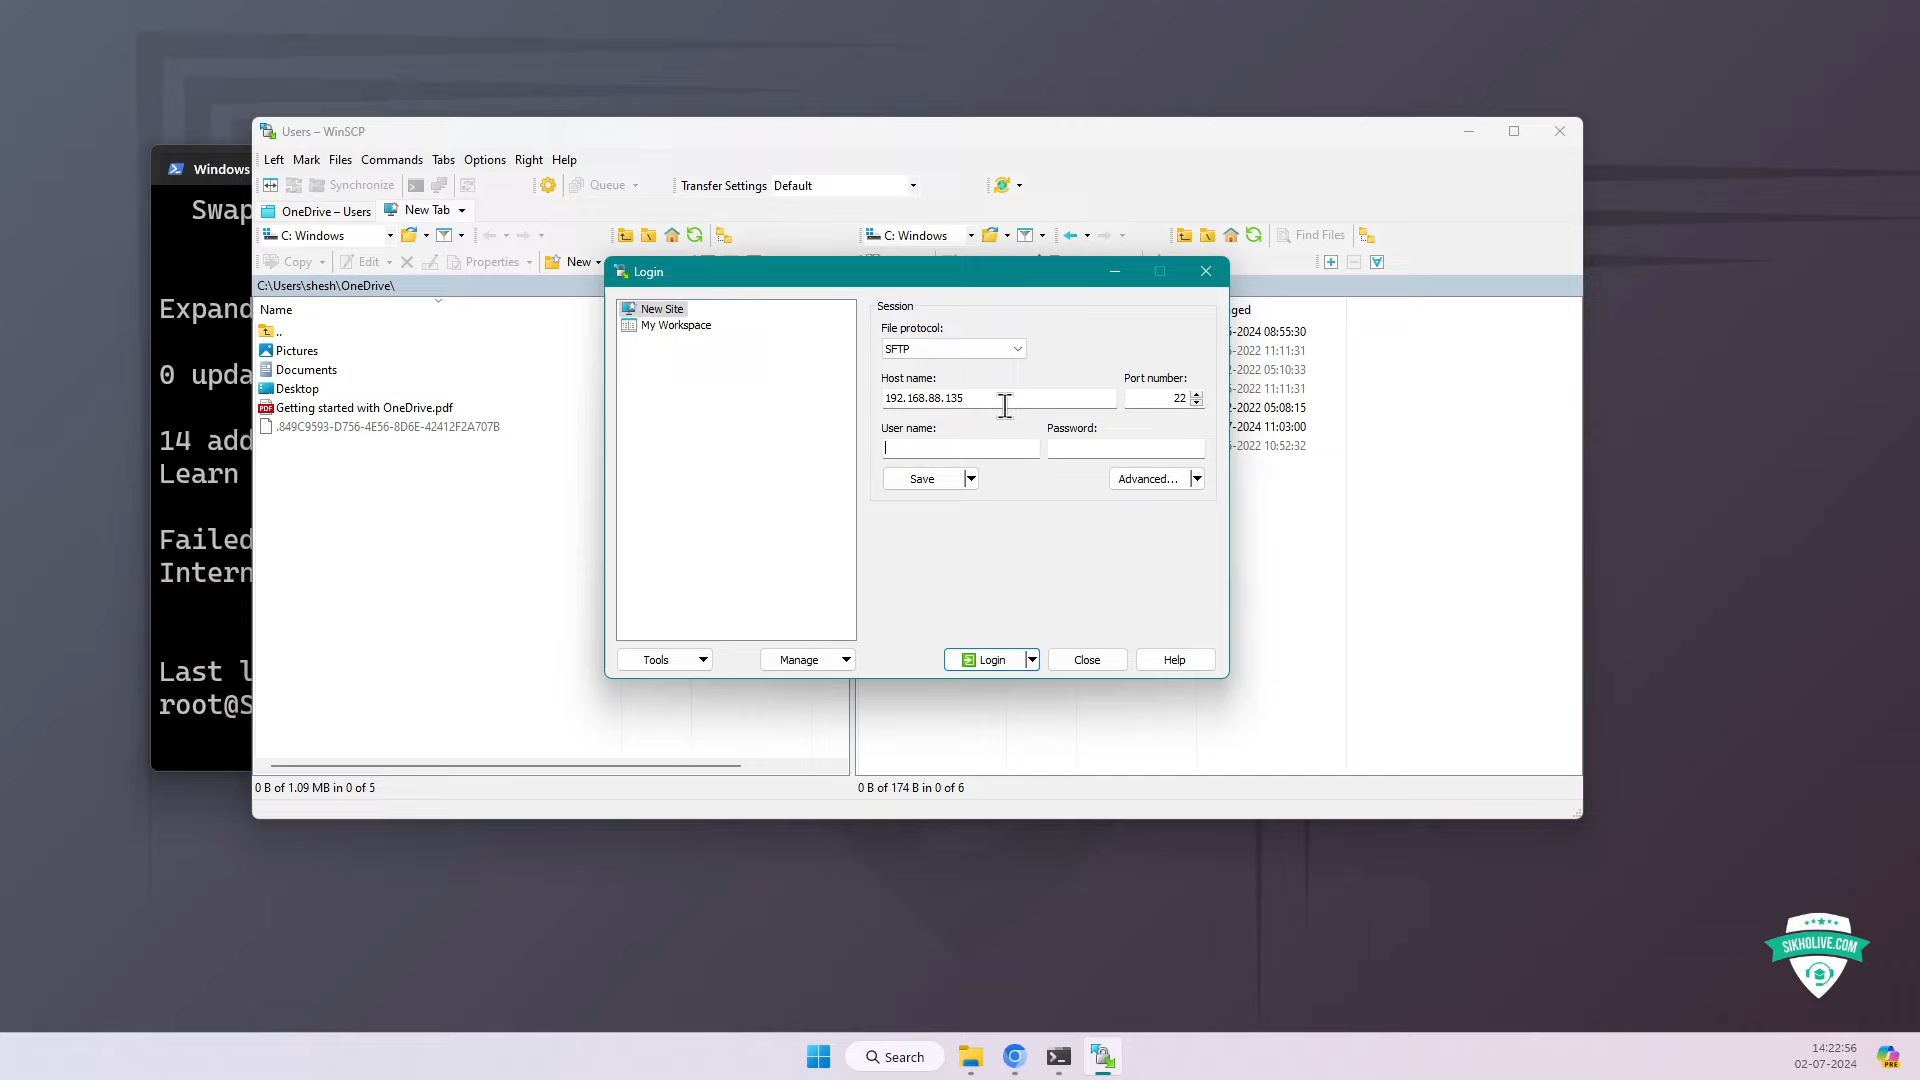 Users – WinSCP
Windows
Left Mark Files Commands Tabs Options Right Help
Synchronize
Queue
Transfer Settings Default
OneDrive – Users
New Tab
C: Windows
C: Windows
Find Files
Copy
Edit
Properties
New
C:\Users\shesh\OneDrive\
Name
..
Pictures
Documents
Desktop
PDF Getting started with OneDrive.pdf
.849C9593-D756-4E56-8D6E-42412F2A707B
0 B of 1.09 MB in 0 of 5
0 B of 174 B in 0 of 6
Swap
Expand
0 upda
14 add
Learn
Failed
Intern
Last l
root@S
Login
New Site
My Workspace
Session
File protocol:
SFTP
Host name:
Port number:
192.168.88.135
22
User name:
Password:
Save
Advanced...
Tools
Manage
Login
Close
Help
ged
-2024 08:55:30
-2022 11:11:31
-2022 05:10:33
-2022 11:11:31
-2022 05:08:15
-2024 11:03:00
-2022 10:52:32
SIKHOLIVE.COM
Search
14:22:56
02-07-2024
PRE